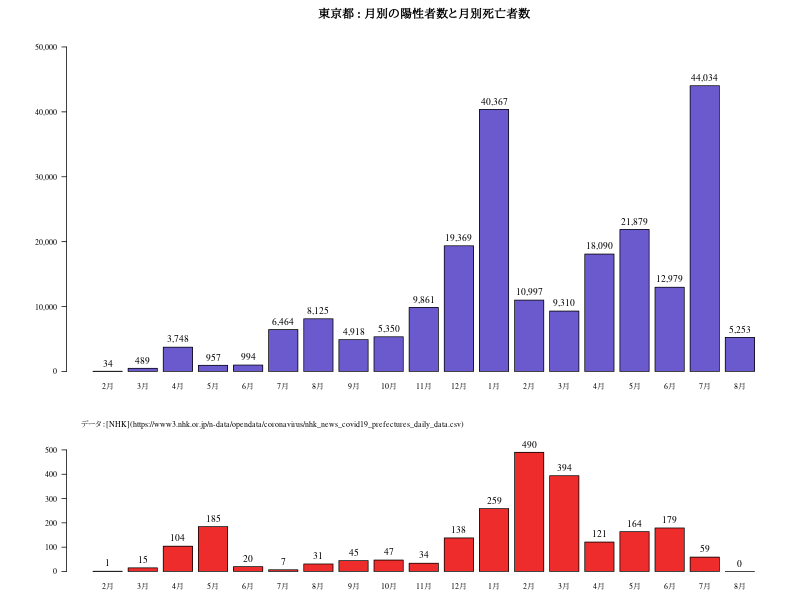 東京都 : 月別の陽性者数と月別死亡者数
50,000
40,000
30,000
20,000
10,000
0
34 489 3,748 957 994 6,464 8,125 4,918 5,350 9,861 19,369 40,367 10,997 9,310 18,090 21,879 12,979 44,034 5,253
2月 3月 4月 5月 6月 7月 8月 9月 10月 11月 12月 1月 2月 3月 4月 5月 6月 7月 8月
データ : [NHK](https://www3.nhk.or.jp/n-data/opendata/coronavirus/nhk_news_covid19_prefectures_daily_data.csv)
500
400
300
200
100
0
1 15 104 185 20 7 31 45 47 34 138 259 490 394 121 164 179 59 0
2月 3月 4月 5月 6月 7月 8月 9月 10月 11月 12月 1月 2月 3月 4月 5月 6月 7月 8月